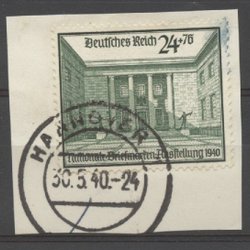 Deutsches Reich 24+76
Nationale Briefmarken-Ausstellung 1940
HANNOVER
30.5.40.-24